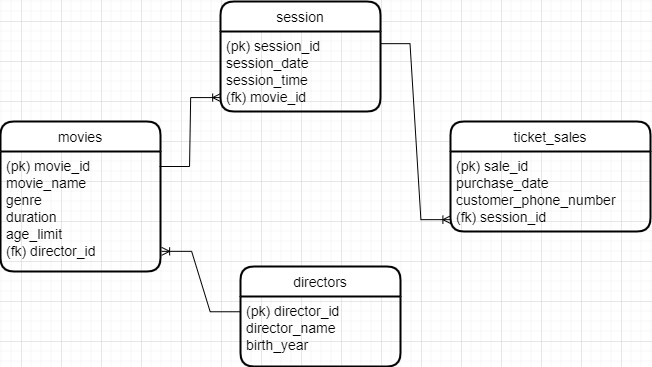 session
(pk) session_id
session_date
session_time
(fk) movie_id
movies
(pk) movie_id
movie_name
genre
duration
age_limit
(fk) director_id
ticket_sales
(pk) sale_id
purchase_date
customer_phone_number
(fk) session_id
directors
(pk) director_id
director_name
birth_year